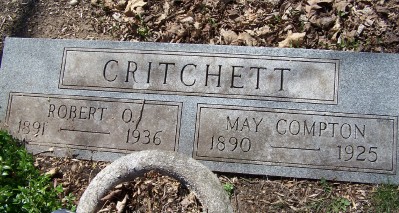 CRITCHETT
ROBERT O.
1891 — 1936
MAY COMPTON
1890 — 1925